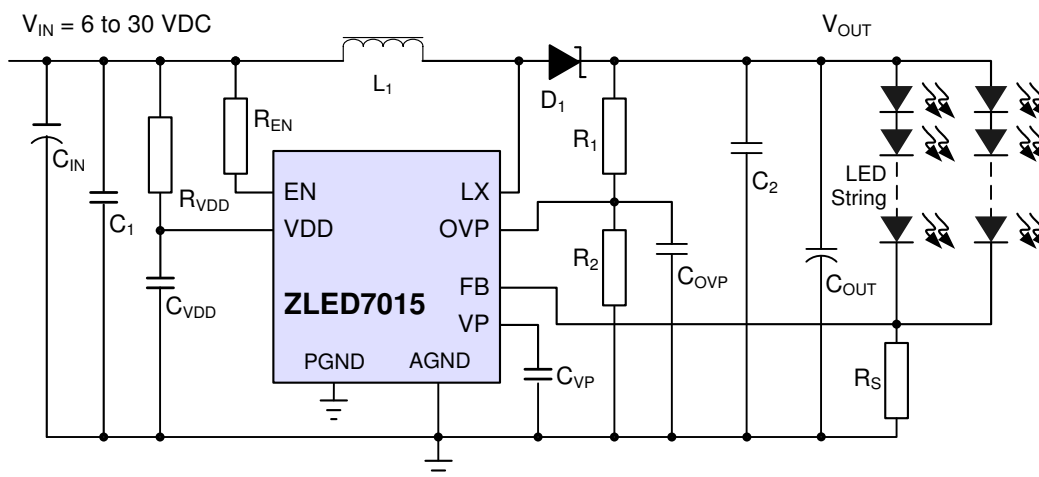 V_IN = 6 to 30 VDC
V_OUT
L_1
D_1
R_EN
R_1
C_IN
C_2
LED
String
EN
LX
R_VDD
C_1
VDD
OVP
R_2
C_OVP
C_OUT
C_VDD
FB
ZLED7015
VP
PGND
AGND
C_VP
R_S